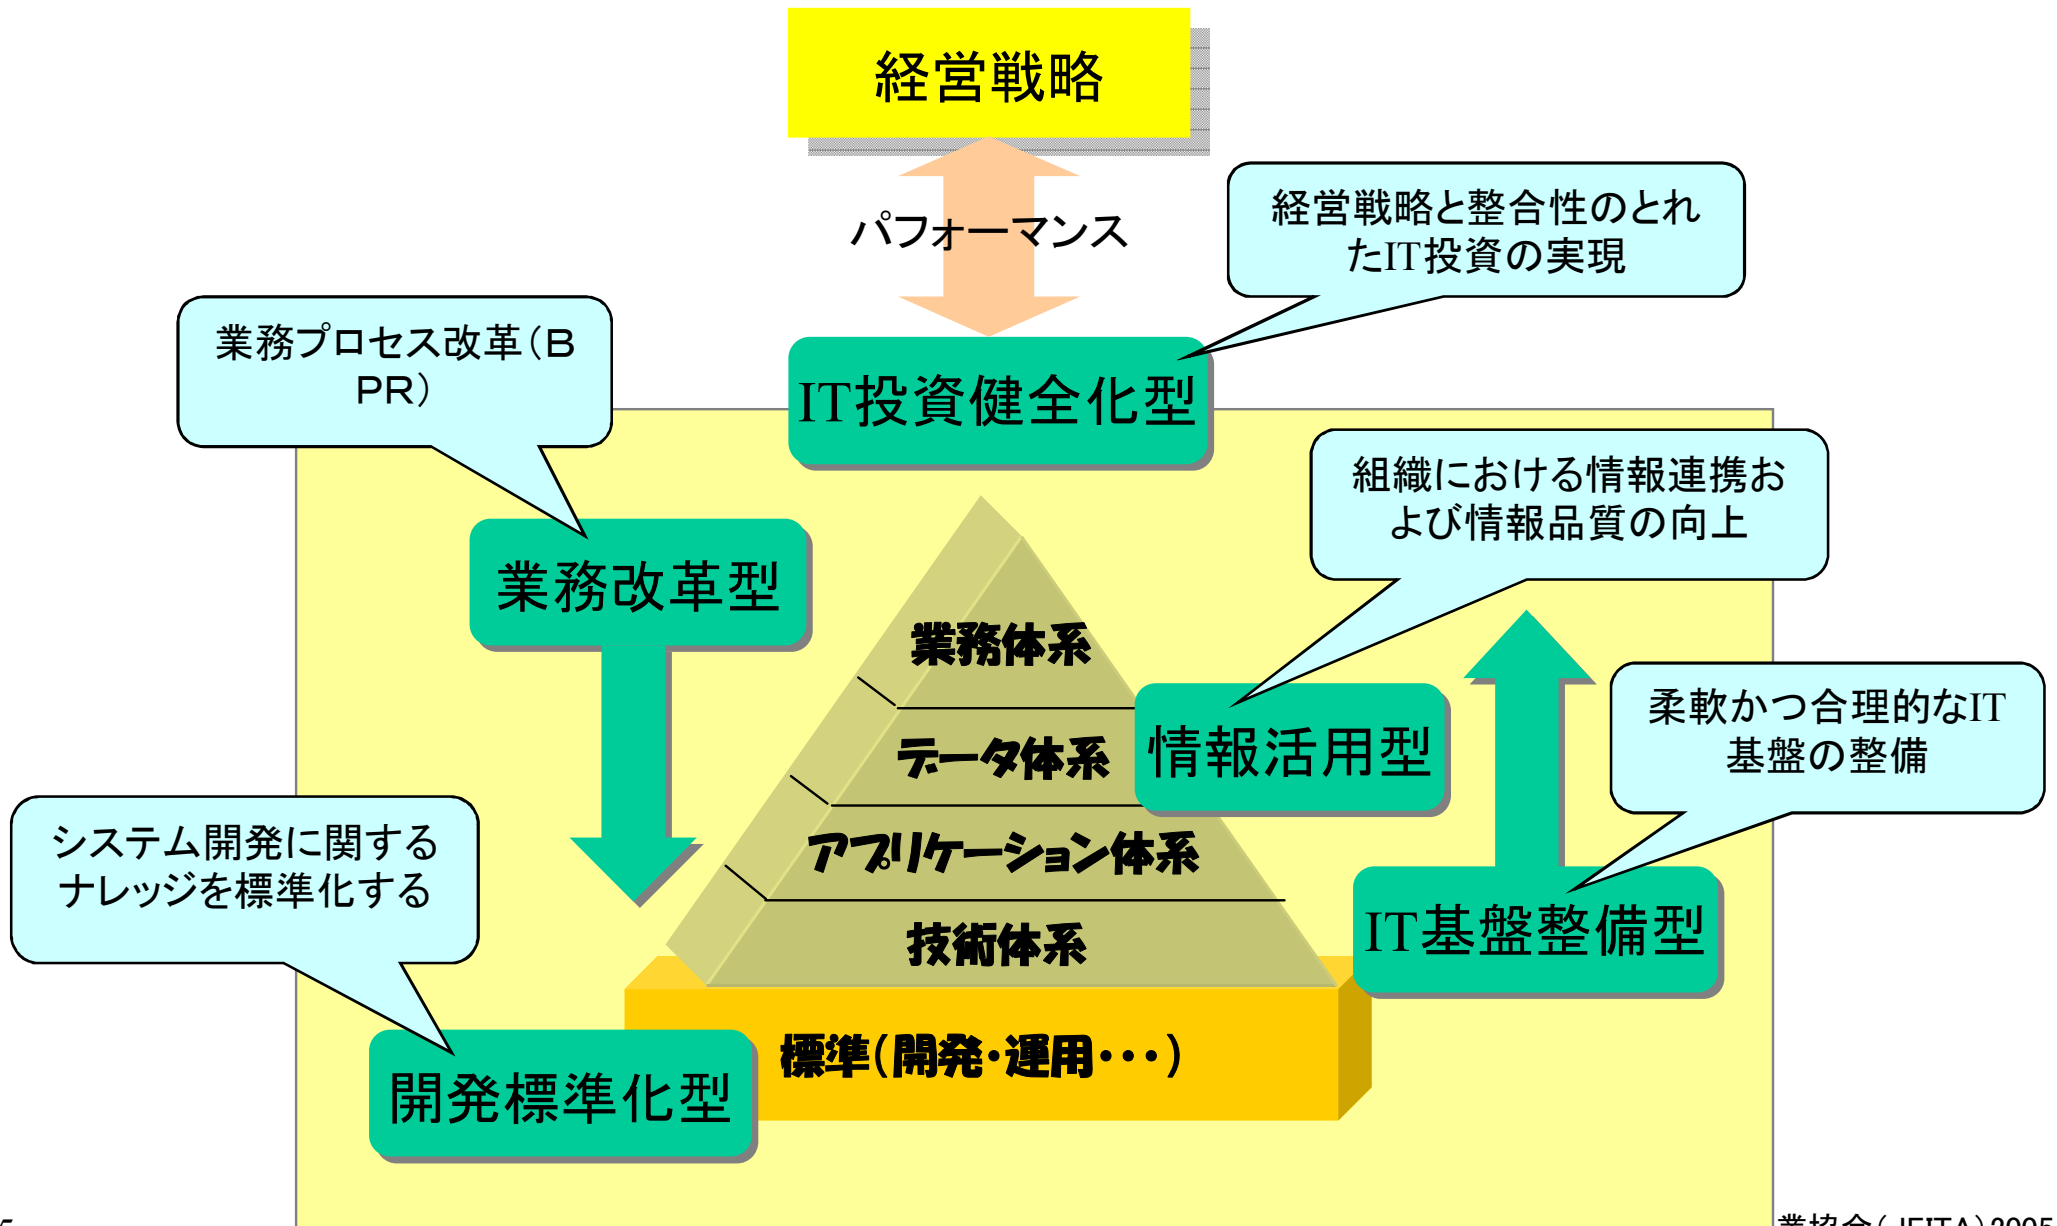 経営戦略
パフォーマンス
経営戦略と整合性のとれ
たIT投資の実現
業務プロセス改革(B
PR)
IT投資健全化型
組織における情報連携お
よび情報品質の向上
業務改革型
業務体系
データ体系
情報活用型
柔軟かつ合理的なIT
基盤の整備
システム開発に関する
ナレッジを標準化する
アプリケーション体系
技術体系
IT基盤整備型
標準(開発・運用・・・)
開発標準化型
業協会(JEITA)2005